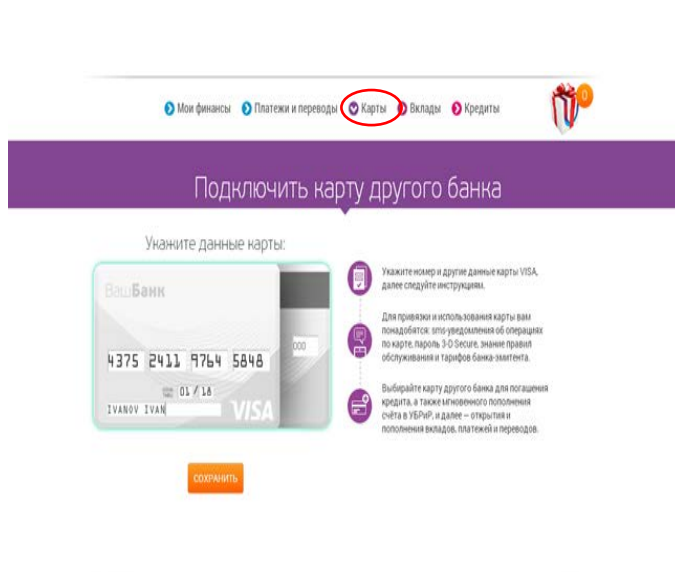 0
Мои финансы Платежи и переводы Карты Вклады Кредиты
Подключить карту другого банка
Укажите данные карты:
ВашБанк
000
4375 2411 9764 5848
01 / 18
IVANOV IVAN
VISA
Укажите номер и другие данные карты VISA,
далее следуйте инструкциям.
Для привязки и использования карты вам
понадобятся: sms-уведомления об операциях
по карте, пароль 3-D Secure, знание правил
обслуживания и тарифов банка-эмитента.
Выбирайте карту другого банка для погашения
кредита, а также мгновенного пополнения
счёта в УБРиР, и далее – открытия и
пополнения вкладов, платежей и переводов.
СОХРАНИТЬ